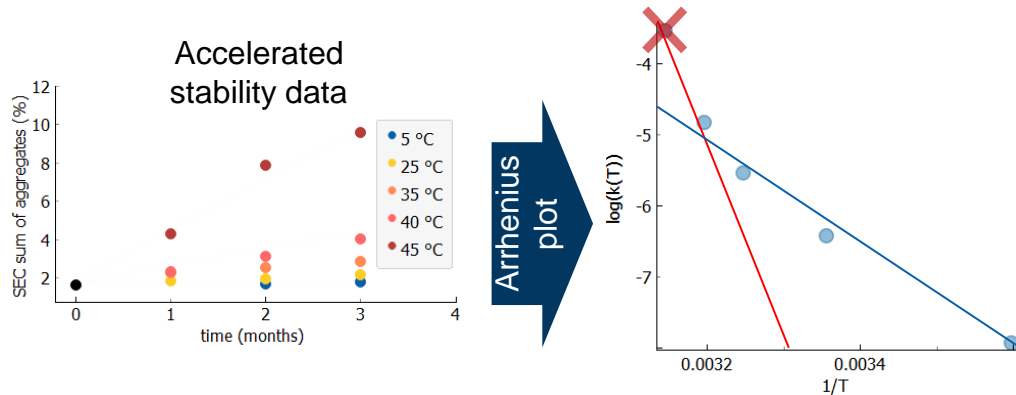 Accelerated
stability data
SEC sum of aggregates (%)
12
10
8
6
4
2
0
1
2
3
4
time (months)
5 °C
25 °C
35 °C
40 °C
45 °C
Arrhenius
plot
log(k(T))
-4
-5
-6
-7
0.0032
0.0034
1/T